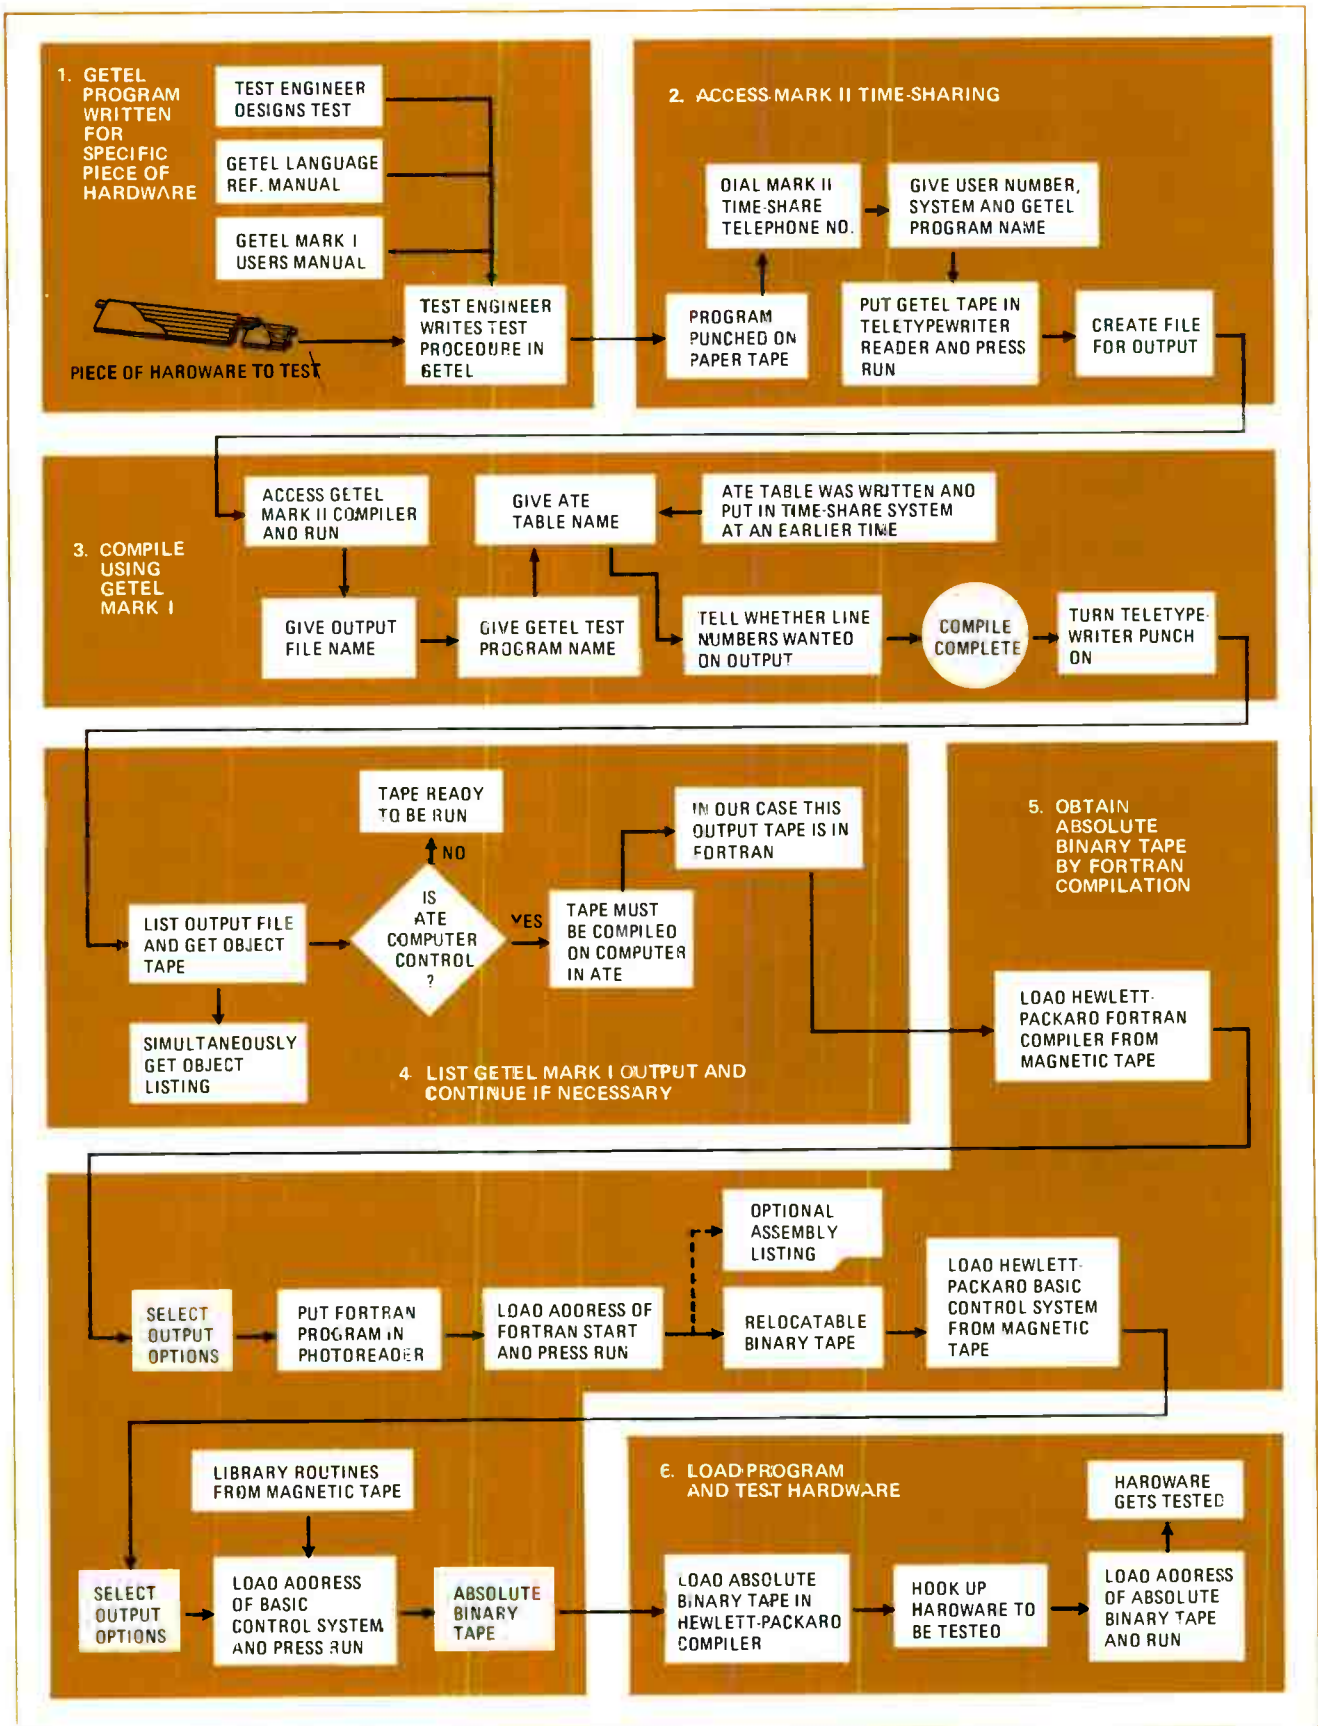 1. GETEL
PROGRAM
WRITTEN
FOR
SPECIFIC
PIECE OF
HARDWARE
TEST ENGINEER
DESIGNS TEST
GETEL LANGUAGE
REF. MANUAL
GETEL MARK I
USERS MANUAL
PIECE OF HARDWARE TO TEST
TEST ENGINEER
WRITES TEST
PROCEDURE IN
GETEL
2. ACCESS MARK II TIME-SHARING
PROGRAM
PUNCHED ON
PAPER TAPE
DIAL MARK II
TIME-SHARE
TELEPHONE NO.
GIVE USER NUMBER,
SYSTEM AND GETEL
PROGRAM NAME
PUT GETEL TAPE IN
TELETYPEWRITER
READER AND PRESS
RUN
CREATE FILE
FOR OUTPUT
3. COMPILE
USING
GETEL
MARK I
ACCESS GETEL
MARK II COMPILER
AND RUN
GIVE OUTPUT
FILE NAME
GIVE GETEL TEST
PROGRAM NAME
GIVE ATE
TABLE NAME
ATE TABLE WAS WRITTEN AND
PUT IN TIME-SHARE SYSTEM
AT AN EARLIER TIME
TELL WHETHER LINE
NUMBERS WANTED
ON OUTPUT
COMPILE
COMPLETE
TURN TELETYPE-
WRITER PUNCH
ON
LIST OUTPUT FILE
AND GET OBJECT
TAPE
SIMULTANEOUSLY
GET OBJECT
LISTING
IS
ATE
COMPUTER
CONTROL
?
NO
TAPE READY
TO BE RUN
YES
TAPE MUST
BE COMPILED
ON COMPUTER
IN ATE
IN OUR CASE THIS
OUTPUT TAPE IS IN
FORTRAN
4 LIST GETEL MARK I OUTPUT AND
CONTINUE IF NECESSARY
5. OBTAIN
ABSOLUTE
BINARY TAPE
BY FORTRAN
COMPILATION
LOAD HEWLETT-
PACKARD FORTRAN
COMPILER FROM
MAGNETIC TAPE
SELECT
OUTPUT
OPTIONS
PUT FORTRAN
PROGRAM IN
PHOTOREADER
LOAD ADDRESS OF
FORTRAN START
AND PRESS RUN
OPTIONAL
ASSEMBLY
LISTING
RELOCATABLE
BINARY TAPE
LOAD HEWLETT-
PACKARD BASIC
CONTROL SYSTEM
FROM MAGNETIC
TAPE
LIBRARY ROUTINES
FROM MAGNETIC TAPE
SELECT
OUTPUT
OPTIONS
LOAD ADDRESS
OF BASIC
CONTROL SYSTEM
AND PRESS RUN
ABSOLUTE
BINARY
TAPE
6. LOAD PROGRAM
AND TEST HARDWARE
LOAD ABSOLUTE
BINARY TAPE IN
HEWLETT-PACKARD
COMPILER
HOOK UP
HARDWARE TO
BE TESTED
LOAD ADDRESS
OF ABSOLUTE
BINARY TAPE
AND RUN
HARDWARE
GETS TESTED